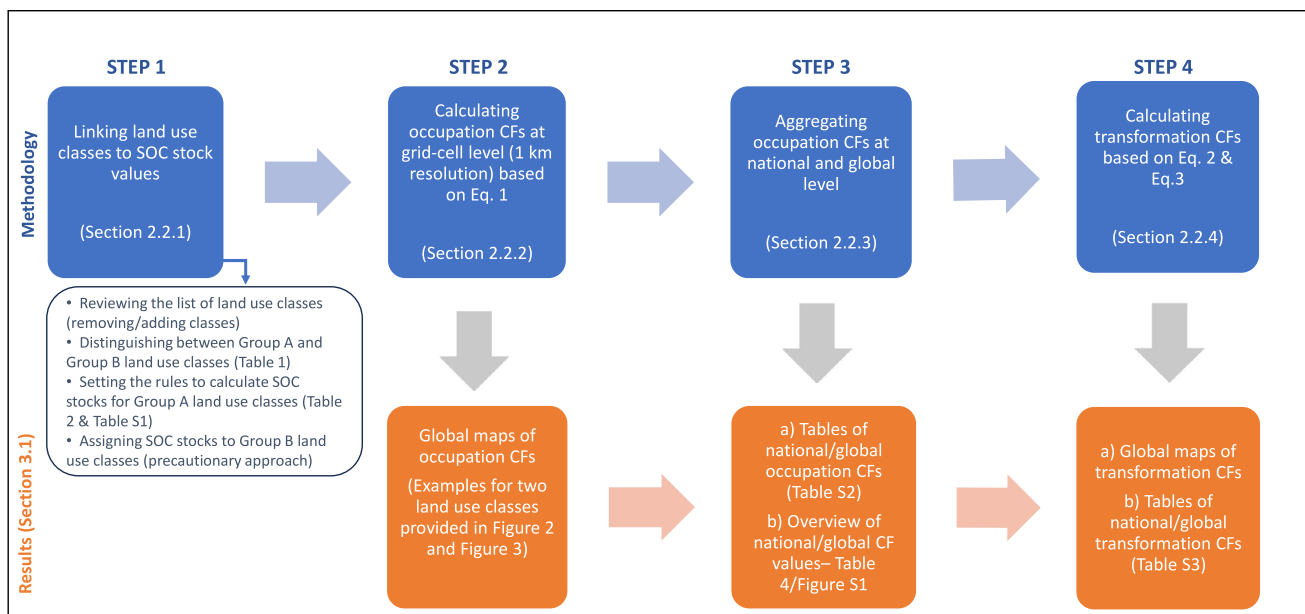 STEP 1
STEP 2
STEP 3
STEP 4
Methodology
Linking land use
classes to SOC stock
values
(Section 2.2.1)
Calculating
occupation CFs at
grid-cell level (1 km
resolution) based
on Eq. 1
(Section 2.2.2)
Aggregating
occupation CFs at
national and global
level
(Section 2.2.3)
Calculating
transformation CFs
based on Eq. 2 &
Eq.3
(Section 2.2.4)
• Reviewing the list of land use classes
(removing/adding classes)
• Distinguishing between Group A and
Group B land use classes (Table 1)
• Setting the rules to calculate SOC
stocks for Group A land use classes (Table
2 & Table S1)
• Assigning SOC stocks to Group B land
use classes (precautionary approach)
Results (Section 3.1)
Global maps of
occupation CFs
(Examples for two
land use classes
provided in Figure 2
and Figure 3)
a) Tables of
national/global
occupation CFs
(Table S2)
b) Overview of
national/global CF
values– Table
4/Figure S1
a) Global maps of
transformation CFs
b) Tables of
national/global
transformation CFs
(Table S3)